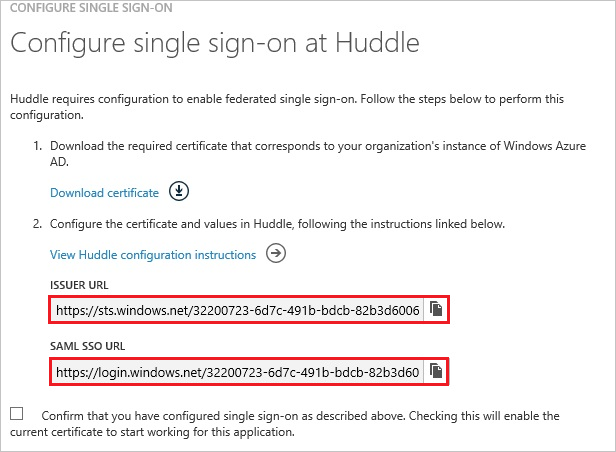 CONFIGURE SINGLE SIGN-ON
Configure single sign-on at Huddle
Huddle requires configuration to enable federated single sign-on. Follow the steps below to perform this
configuration.
1. Download the required certificate that corresponds to your organization's instance of Windows Azure
AD.
Download certificate
2. Configure the certificate and values in Huddle, following the instructions linked below.
View Huddle configuration instructions
ISSUER URL
https://sts.windows.net/32200723-6d7c-491b-bdcb-82b3d6006
SAML SSO URL
https://login.windows.net/32200723-6d7c-491b-bdcb-82b3d60
Confirm that you have configured single sign-on as described above. Checking this will enable the
current certificate to start working for this application.